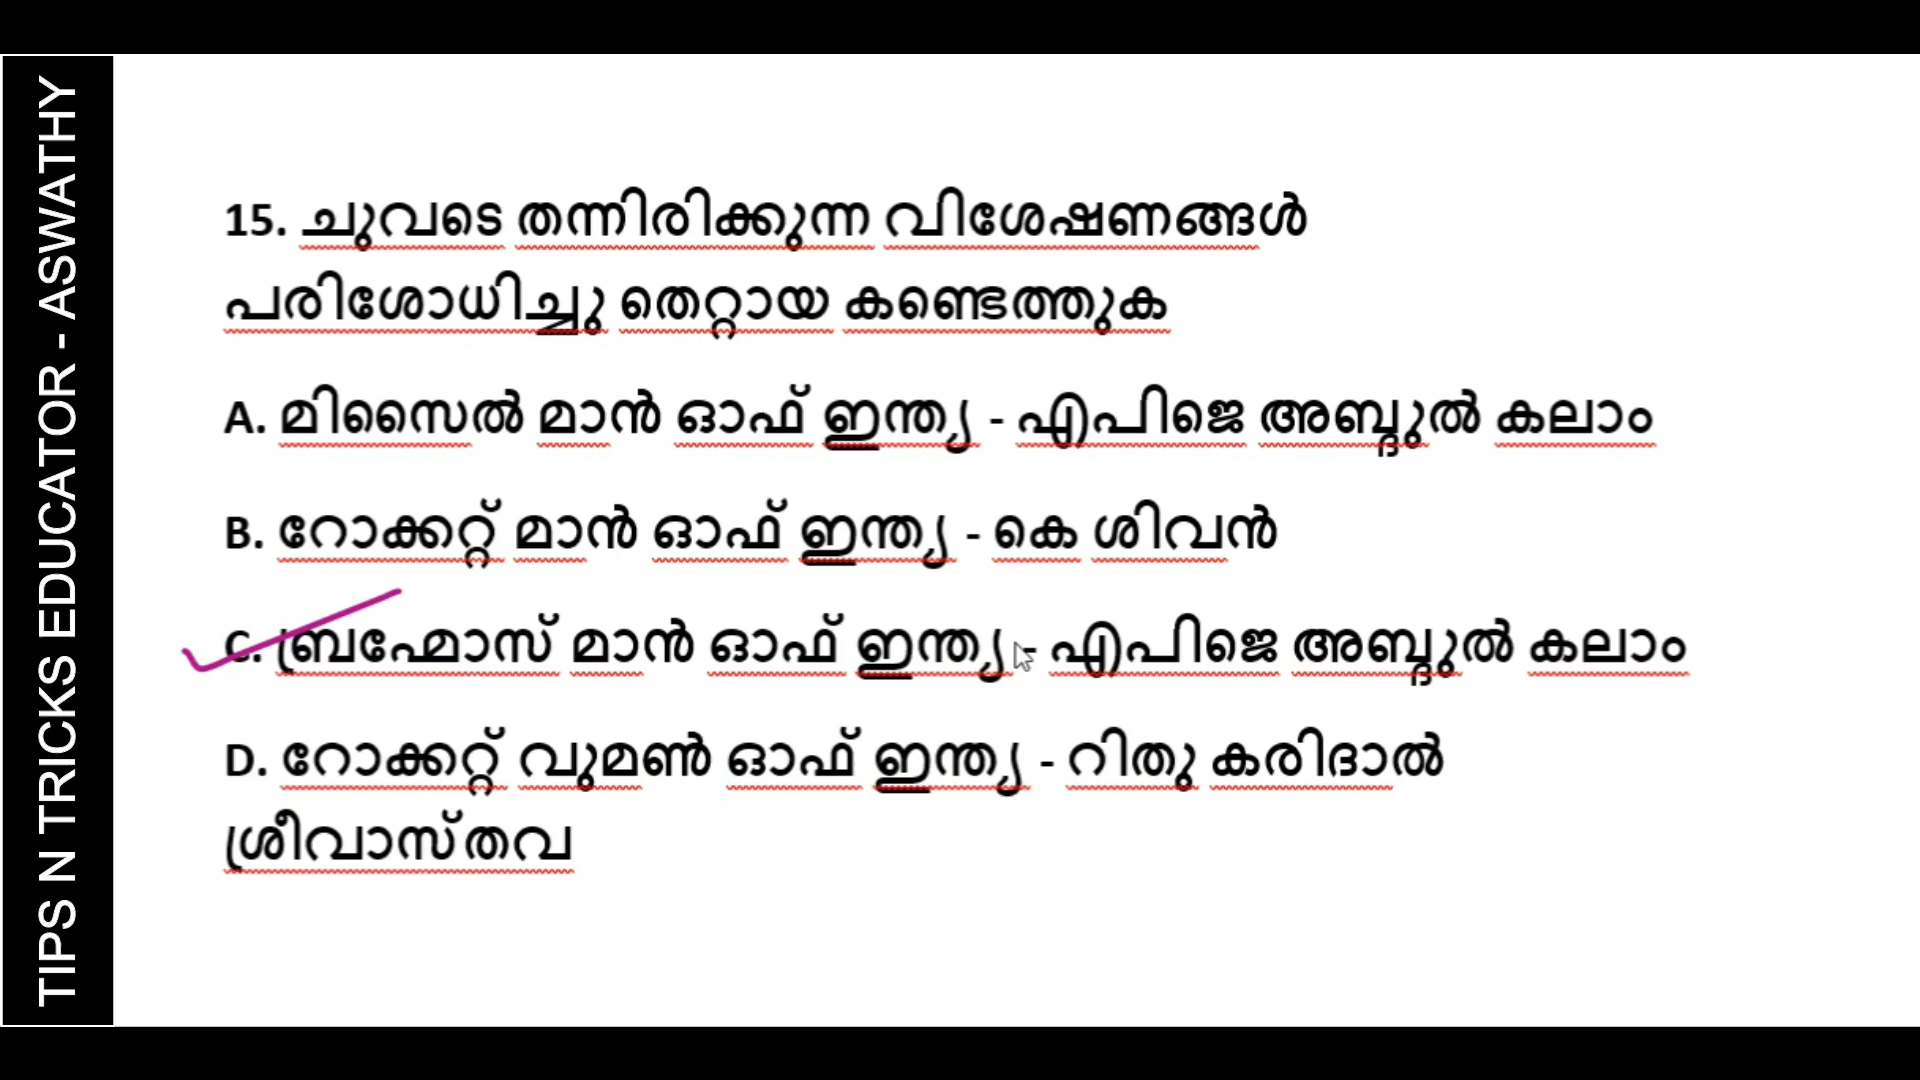 TIPS N TRICKS EDUCATOR - ASWATHY
15. ചുവടെ തന്നിരിക്കുന്ന വിശേഷണങ്ങൾ
പരിശോധിച്ചു തെറ്റായ കണ്ടെത്തുക
A. മിസൈൽ മാൻ ഓഫ് ഇന്ത്യ - എപിജെ അബ്ദുൽ കലാം
B. റോക്കറ്റ് മാൻ ഓഫ് ഇന്ത്യ - കെ ശിവൻ
C. ബ്രഹ്മോസ് മാൻ ഓഫ് ഇന്ത്യ - എപിജെ അബ്ദുൽ കലാം
D. റോക്കറ്റ് വുമൺ ഓഫ് ഇന്ത്യ - റിതു കരിദാൽ
ശ്രീവാസ്തവ